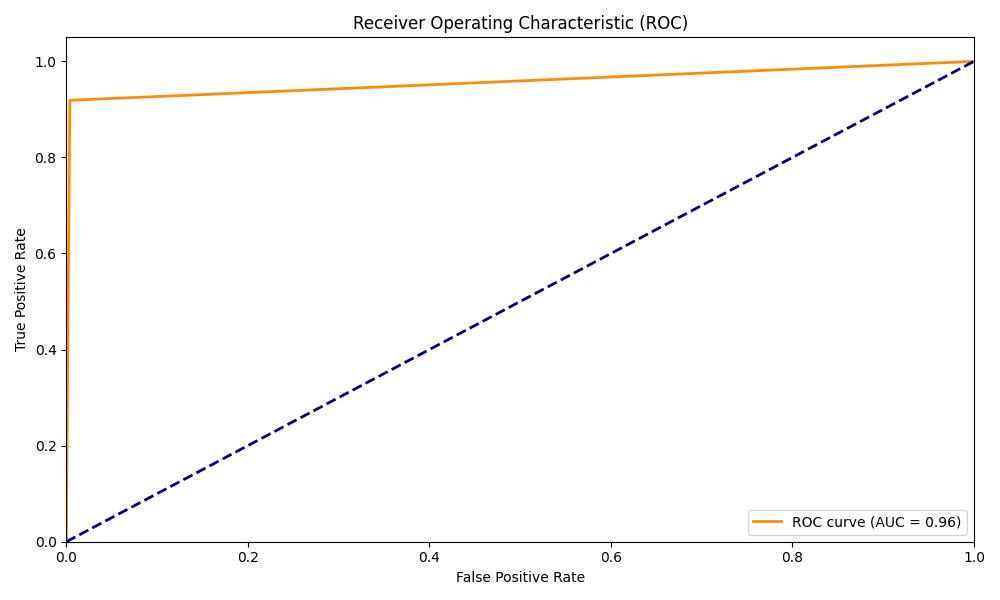 Receiver Operating Characteristic (ROC)
True Positive Rate
1.0
0.8
0.6
0.4
0.2
0.0
0.0 0.2 0.4 0.6 0.8 1.0
False Positive Rate
ROC curve (AUC = 0.96)